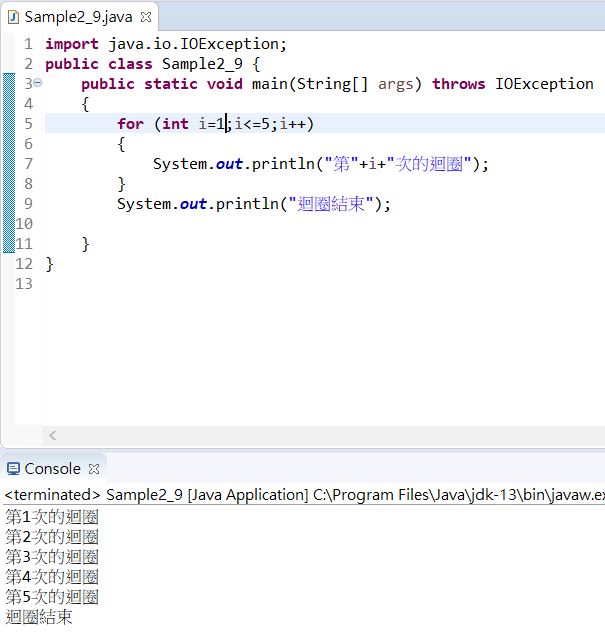 Sample2_9.java
1 import java.io.IOException;
2 public class Sample2_9 {
3 public static void main(String[] args) throws IOException
4 {
5 for (int i=1;i<=5;i++)
6 {
7 System.out.println("第"+i+"次的迴圈");
8 }
9 System.out.println("迴圈結束");
10
11 }
12 }
13
Console
<terminated> Sample2_9 [Java Application] C:\Program Files\Java\jdk-13\bin\javaw.ex
第1次的迴圈
第2次的迴圈
第3次的迴圈
第4次的迴圈
第5次的迴圈
迴圈結束